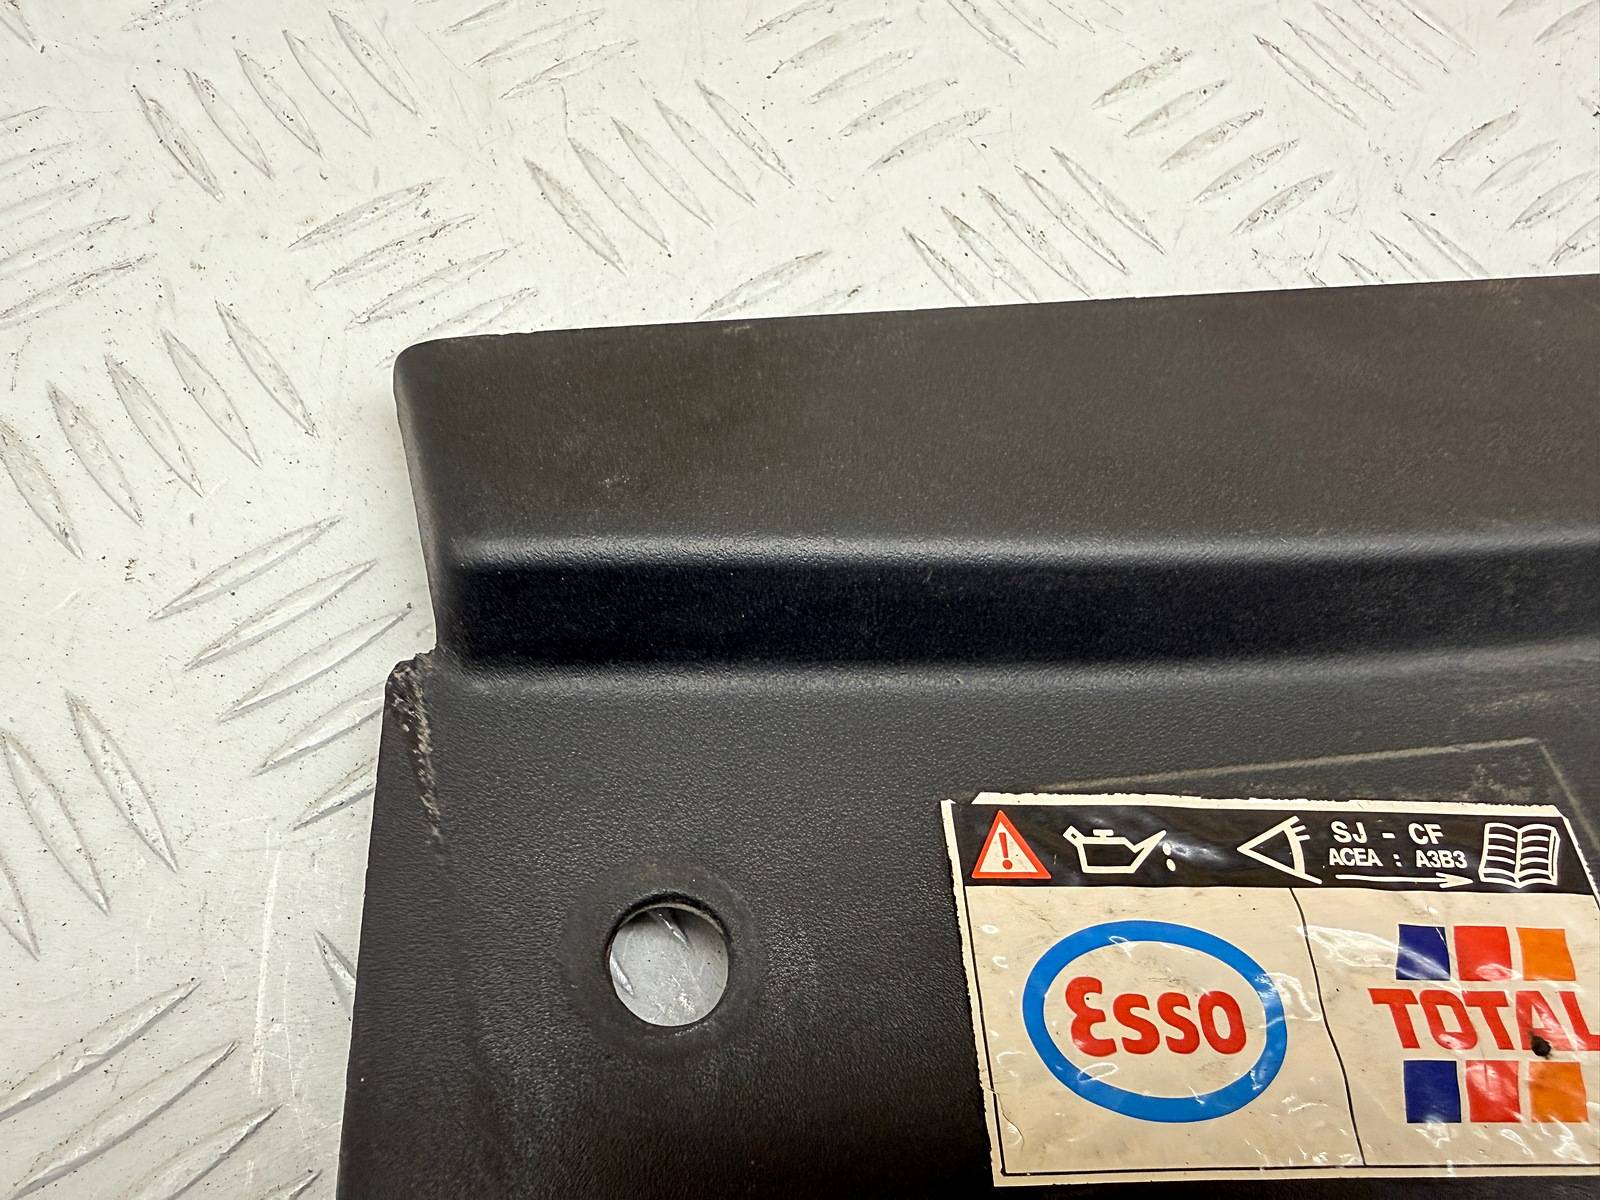 SJ - CF
ACEA : A3B3
Esso
TOTAL